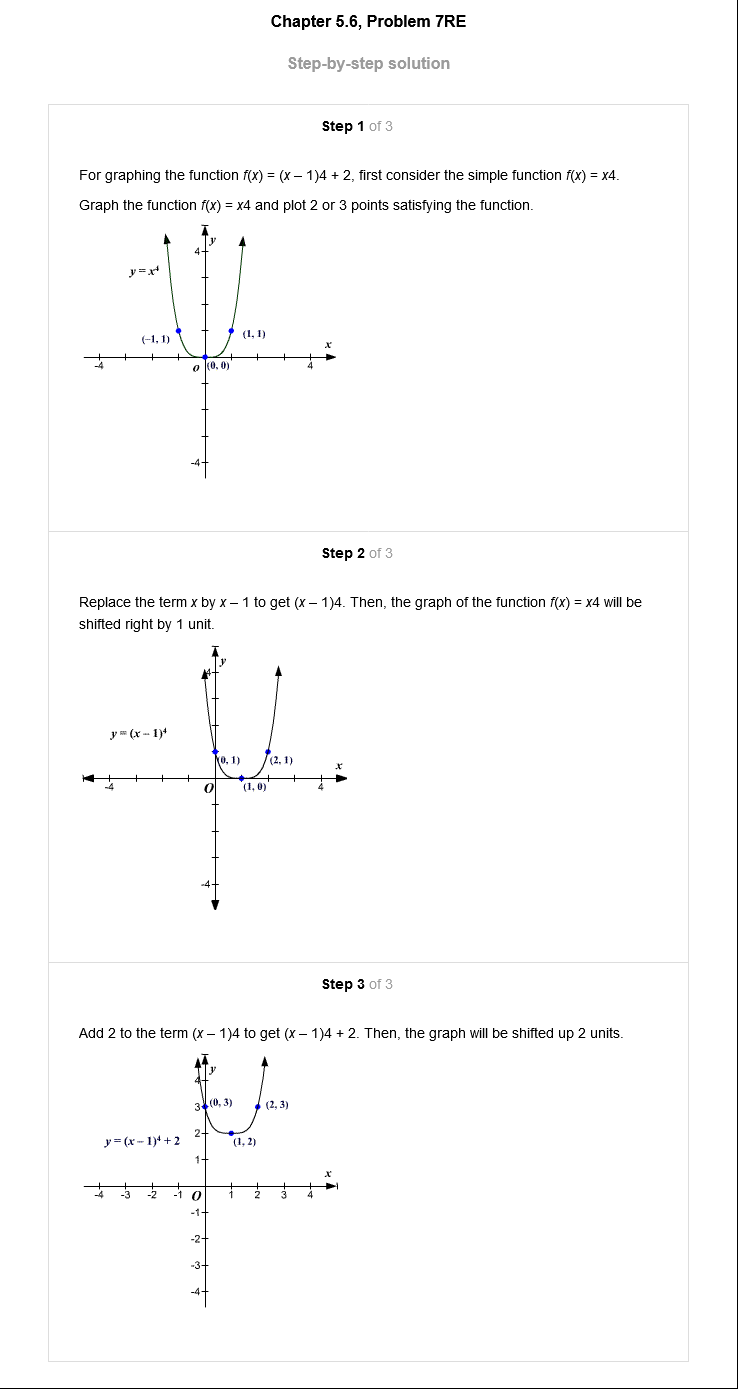 Chapter 5.6, Problem 7RE
Step-by-step solution
Step 1 of 3
For graphing the function f(x) = (x – 1)4 + 2, first consider the simple function f(x) = x4.
Graph the function f(x) = x4 and plot 2 or 3 points satisfying the function.
y
4
y = x⁴
(–1, 1)
(1, 1)
x
-4
O
(0, 0)
4
-4
Step 2 of 3
Replace the term x by x – 1 to get (x – 1)4. Then, the graph of the function f(x) = x4 will be
shifted right by 1 unit.
y
4
y = (x – 1)⁴
(0, 1)
(2, 1)
x
-4
O
(1, 0)
4
-4
Step 3 of 3
Add 2 to the term (x – 1)4 to get (x – 1)4 + 2. Then, the graph will be shifted up 2 units.
y
4
3
(0, 3)
(2, 3)
2
y = (x – 1)⁴ + 2
(1, 2)
1
x
-4 -3 -2 -1 O 1 2 3 4
-1
-2
-3
-4